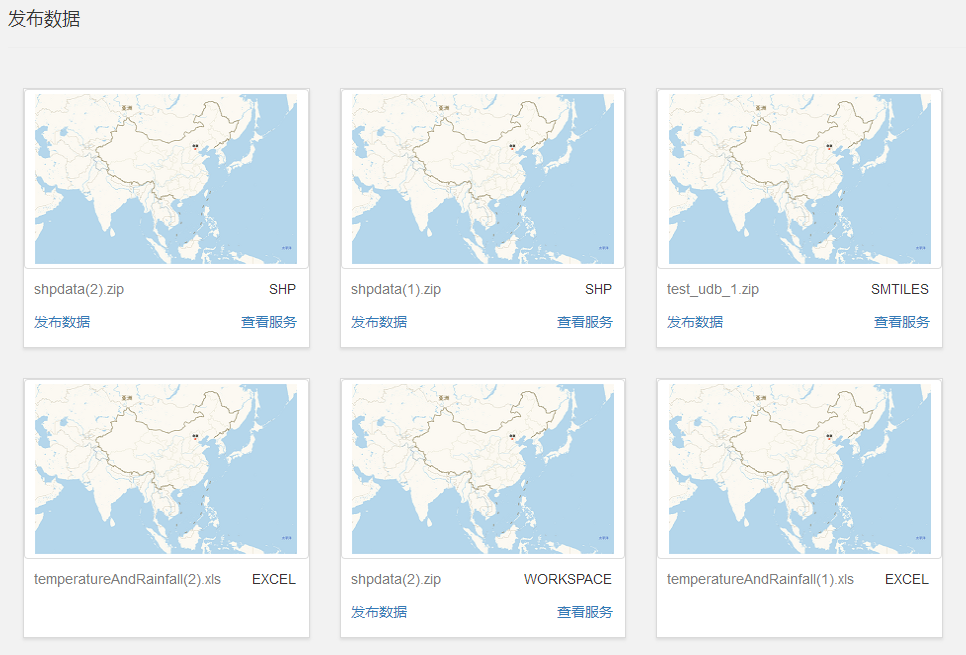 发布数据
亚洲
亚洲
亚洲
shpdata(2).zip SHP
shpdata(1).zip SHP
test_udb_1.zip SMTILES
发布数据 查看服务
发布数据 查看服务
发布数据 查看服务
亚洲
亚洲
亚洲
temperatureAndRainfall(2).xls EXCEL
shpdata(2).zip WORKSPACE
temperatureAndRainfall(1).xls EXCEL
发布数据 查看服务